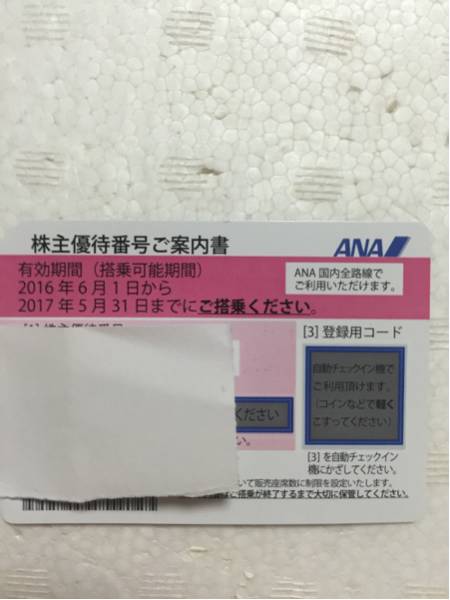 株主優待番号ご案内書
ANA
有効期間（搭乗可能期間）
2016年6月1日から
2017年5月31日までにご搭乗ください。
ANA国内全路線で
ご利用いただけます。
[3] 登録用コード
自動チェックイン機で
ご利用頂けます。
（コインなどで軽く
こすってください）
ください
い。
[3] を自動チェックイン
機にかざしてください。
いて販売座席数に制限を設定いたします。
ご搭乗が終了するまで大切に保管してください。